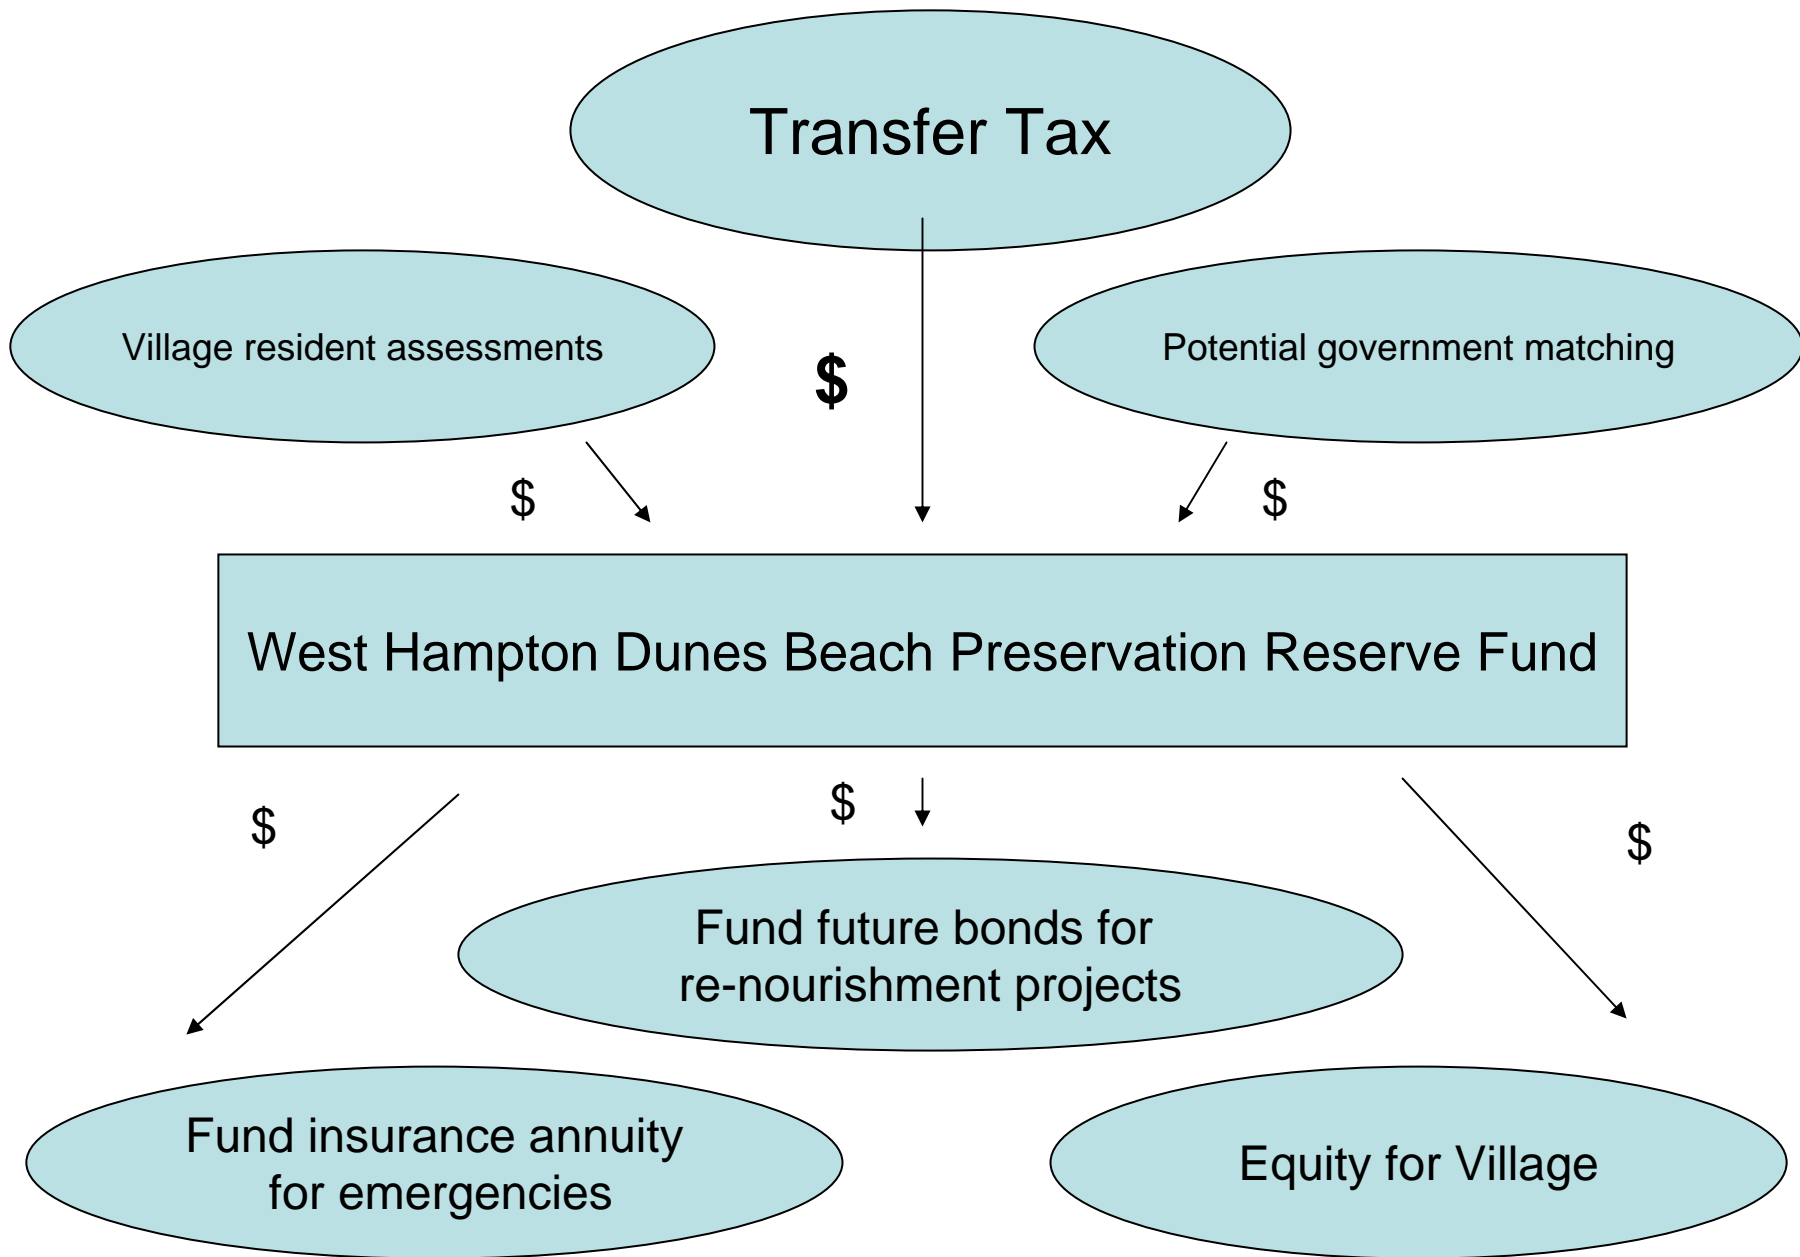 Transfer Tax
Village resident assessments
Potential government matching
$
$
$
West Hampton Dunes Beach Preservation Reserve Fund
$
$
$
Fund future bonds for
re-nourishment projects
Fund insurance annuity
for emergencies
Equity for Village